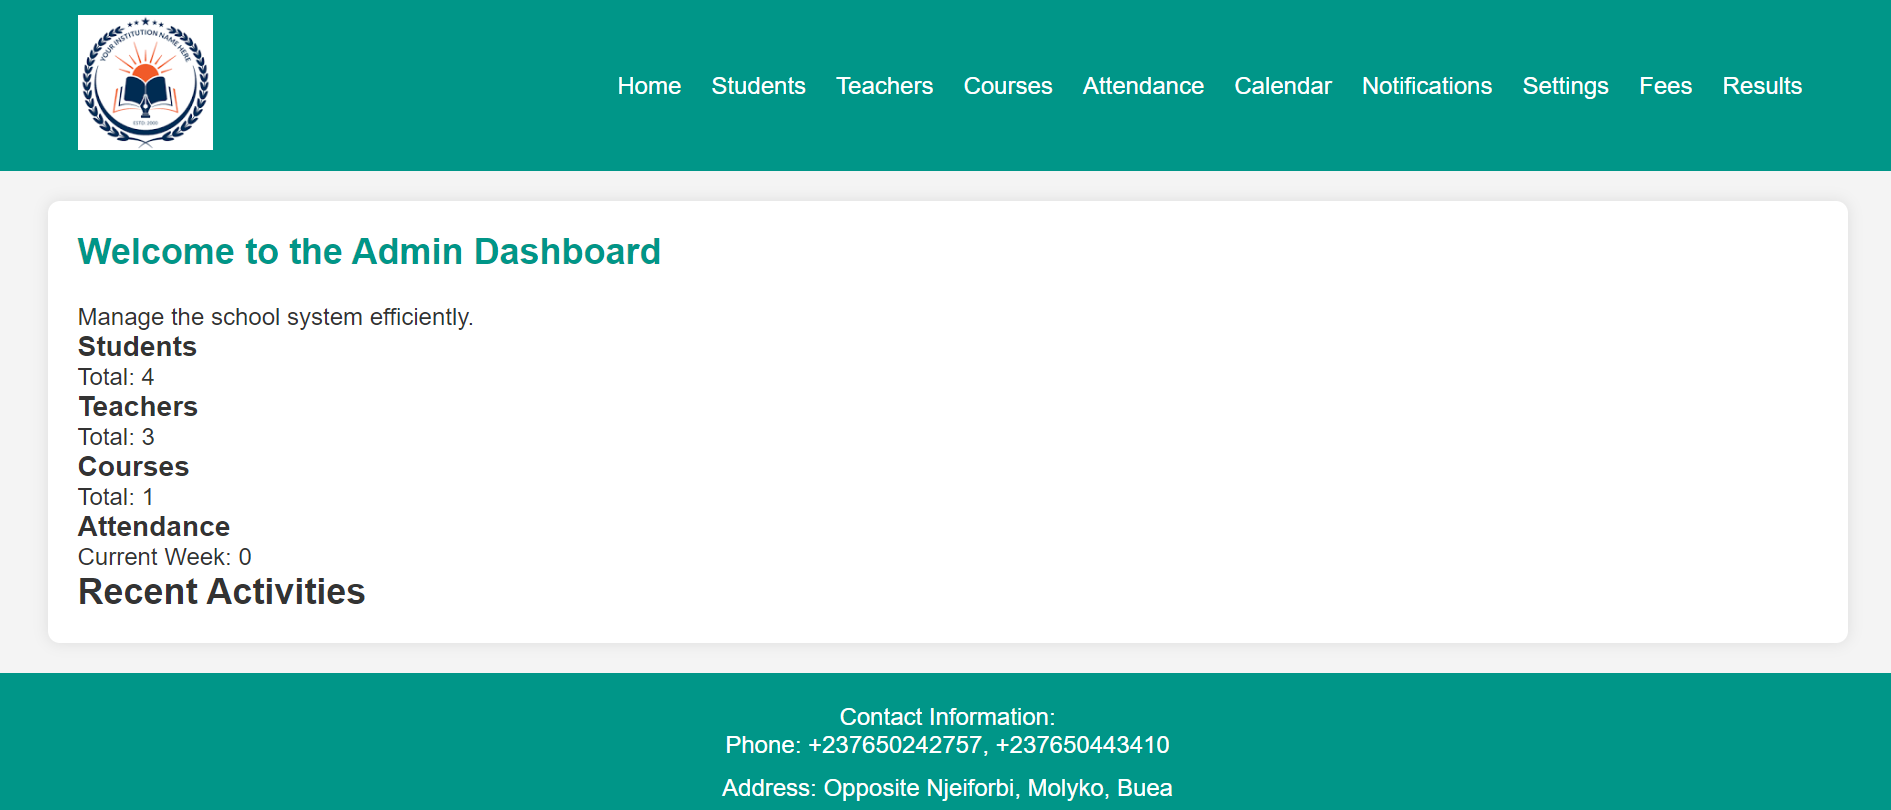 YOUR INSTITUTION NAME HERE
ESTD. 2000
Home Students Teachers Courses Attendance Calendar Notifications Settings Fees Results
Welcome to the Admin Dashboard
Manage the school system efficiently.
Students
Total: 4
Teachers
Total: 3
Courses
Total: 1
Attendance
Current Week: 0
Recent Activities
Contact Information:
Phone: +237650242757, +237650443410
Address: Opposite Njeiforbi, Molyko, Buea